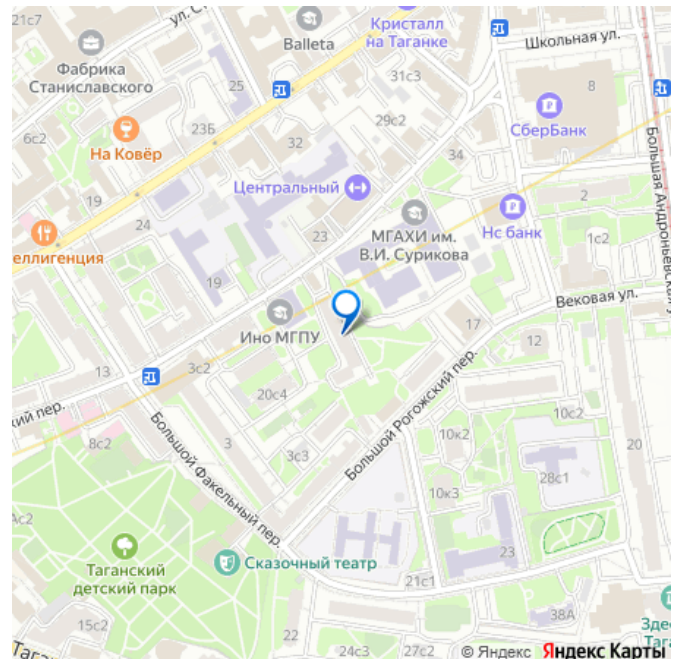 21с7
ул. С
Balleta
Кристалл
на Таганке
Школьная ул.
Фабрика
Станиславского
25
31с3
8
6с2
23Б
29с2
СберБанк
На Ковёр
32
34
Большая Андроньевская у
Центральный
19
2
24
23
МГАХИ им.
В.И. Сурикова
Нс банк
1с2
еллигенция
19
Вековая ул.
Ино МГПУ
17
12
13
3с2
кий пер.
20с4
Большой Рогожский пер.
10с2
8с2
3
10к2
20
3с3
28с1
Большой Факельный пер.
10к3
Ас2
Таганский
детский парк
Сказочный театр
23
21с1
15с2
38А
Здес
Тага
Таган
22
24с3
27с2
© Яндекс Яндекс Карты